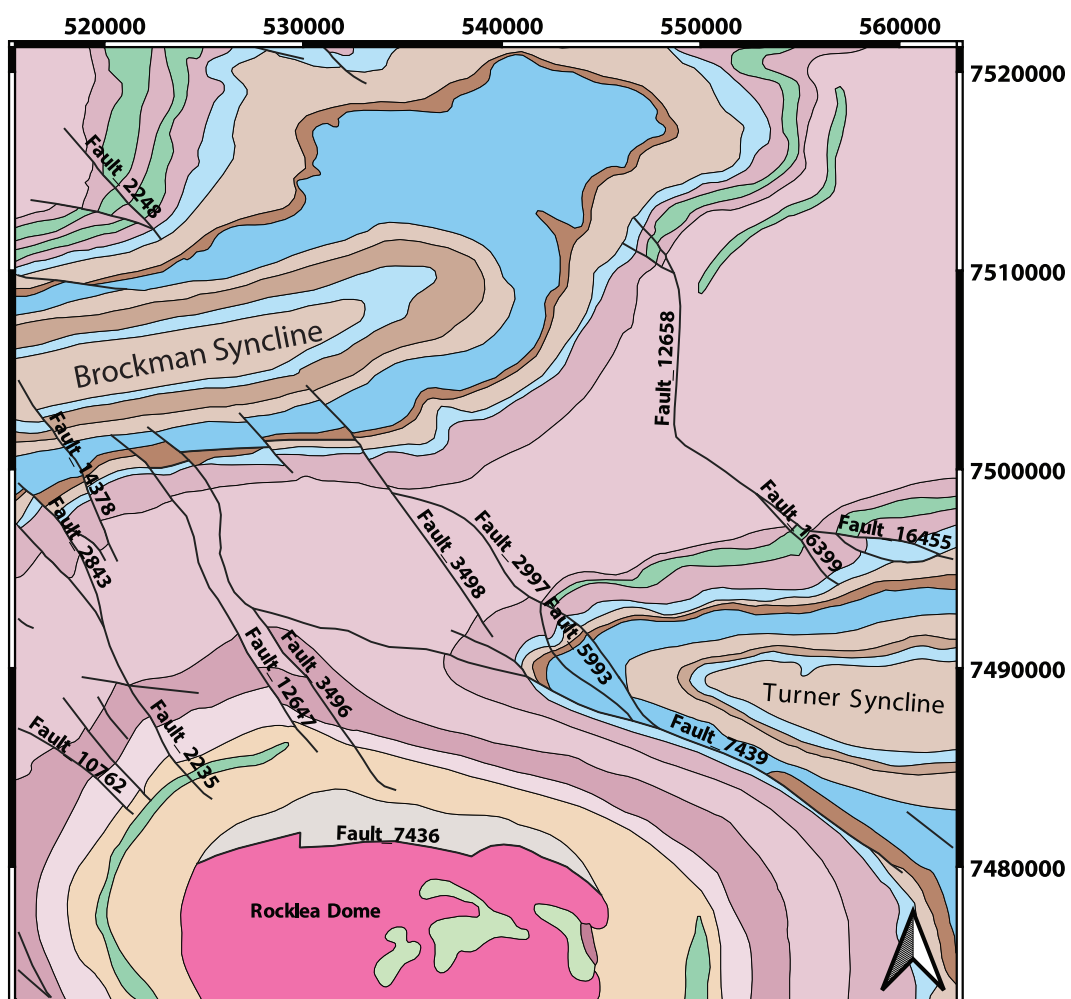 520000 530000 540000 550000 560000
7520000
Fault_2248
7510000
Fault_12658
Brockman Syncline
Fault_14378
7500000
Fault_2843
Fault_3498
Fault_2997
Fault_16399
Fault_16455
Fault_5993
7490000
Turner Syncline
Fault_12647
Fault_3496
Fault_2235
Fault_10762
Fault_7439
Fault_7436
7480000
Rocklea Dome